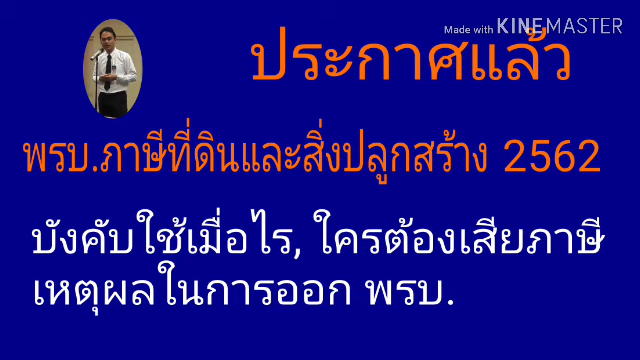 Made with KINEMASTER
ประกาศแล้ว
พรบ.ภาษีที่ดินและสิ่งปลูกสร้าง 2562
บังคับใช้เมื่อไร, ใครต้องเสียภาษี
เหตุผลในการออก พรบ.